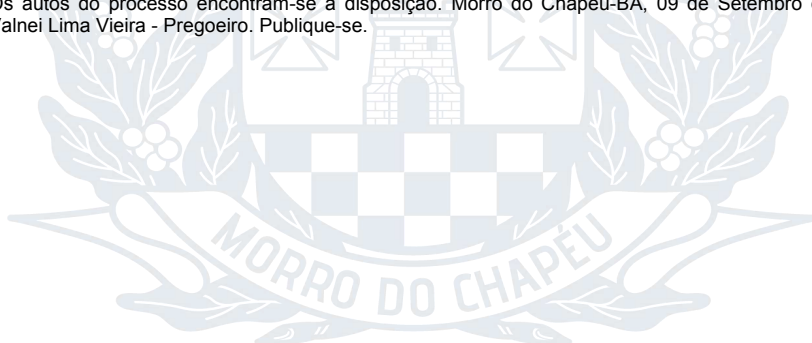 Os autos do processo encontram-se à disposição. Morro do Chapéu-BA, 09 de Setembro
Valnei Lima Vieira - Pregoeiro. Publique-se.
MORRO DO CHAPÉU